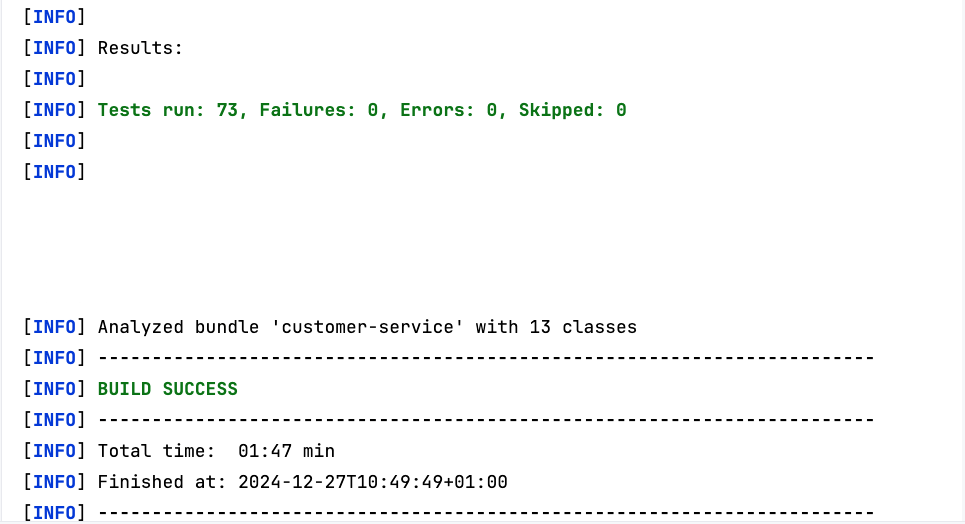 [INFO]
[INFO] Results:
[INFO]
[INFO] Tests run: 73, Failures: 0, Errors: 0, Skipped: 0
[INFO]
[INFO]
[INFO] Analyzed bundle 'customer-service' with 13 classes
[INFO] ------------------------------------------------------------------------
[INFO] BUILD SUCCESS
[INFO] ------------------------------------------------------------------------
[INFO] Total time:  01:47 min
[INFO] Finished at: 2024-12-27T10:49:49+01:00
[INFO] ------------------------------------------------------------------------